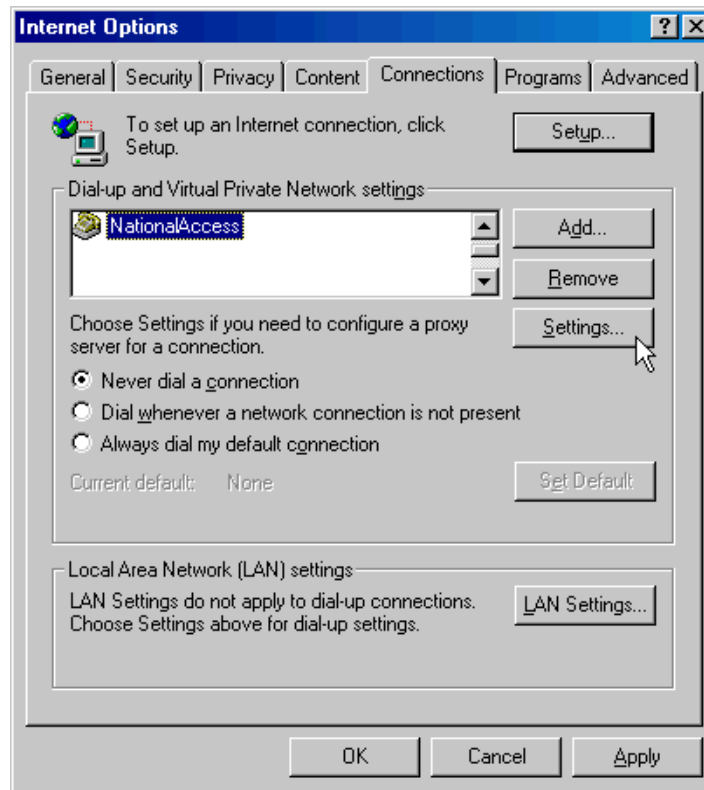 Internet Options
General Security Privacy Content Connections Programs Advanced
To set up an Internet connection, click
Setup.
Setup...
Dial-up and Virtual Private Network settings
NationalAccess
Add...
Remove
Choose Settings if you need to configure a proxy
server for a connection.
Settings...
Never dial a connection
Dial whenever a network connection is not present
Always dial my default connection
Current default: None
Set Default
Local Area Network (LAN) settings
LAN Settings do not apply to dial-up connections.
Choose Settings above for dial-up settings.
LAN Settings...
OK Cancel Apply